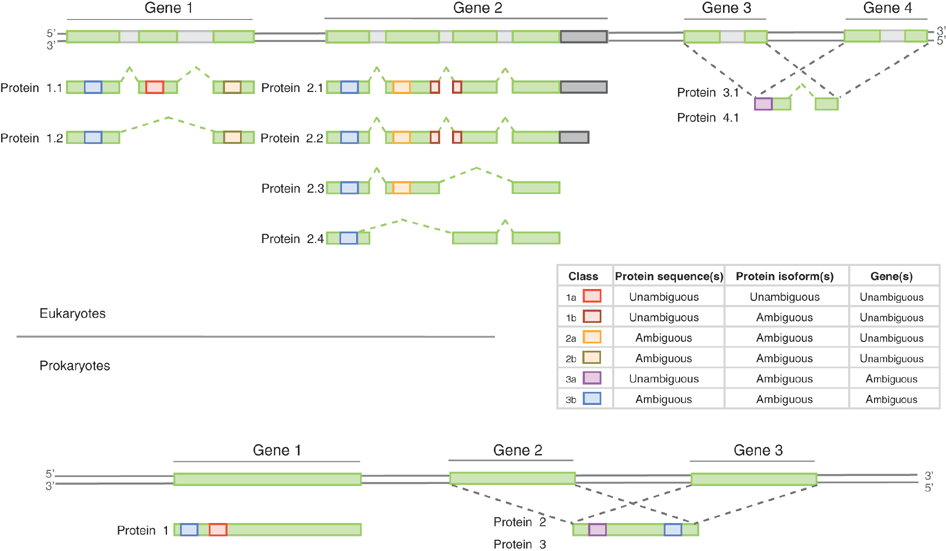 Gene 1 Gene 2 Gene 3 Gene 4
5' 3'
3' 5'
Protein 1.1 Protein 2.1 Protein 3.1
Protein 4.1
Protein 1.2 Protein 2.2
Protein 2.3
Protein 2.4
Class Protein sequence(s) Protein isoform(s) Gene(s)
1a Unambiguous Unambiguous Unambiguous
1b Unambiguous Ambiguous Unambiguous
2a Ambiguous Ambiguous Unambiguous
2b Ambiguous Ambiguous Unambiguous
3a Unambiguous Ambiguous Ambiguous
3b Ambiguous Ambiguous Ambiguous
Eukaryotes
Prokaryotes
Gene 1 Gene 2 Gene 3
5' 3'
3' 5'
Protein 1 Protein 2
Protein 3